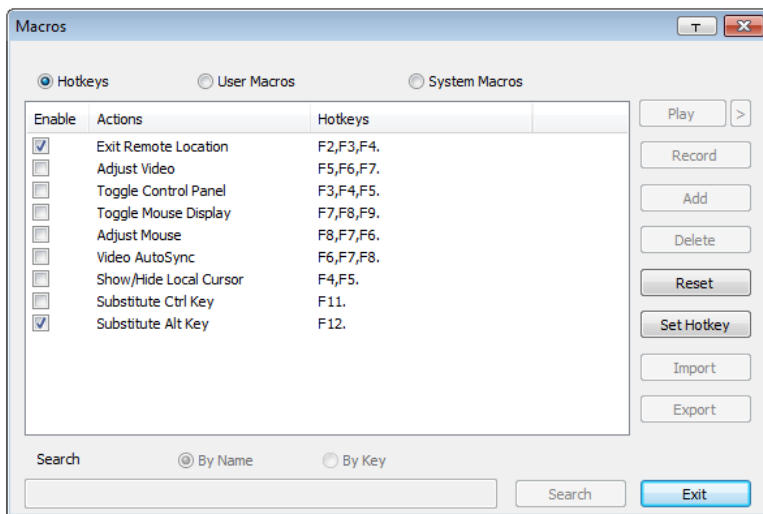 Macros
Hotkeys User Macros System Macros
Enable Actions Hotkeys Play >
Exit Remote Location F2,F3,F4.
Adjust Video F5,F6,F7. Record
Toggle Control Panel F3,F4,F5. Add
Toggle Mouse Display F7,F8,F9.
Adjust Mouse F8,F7,F6. Delete
Video AutoSync F6,F7,F8.
Show/Hide Local Cursor F4,F5. Reset
Substitute Ctrl Key F11.
Substitute Alt Key F12. Set Hotkey
Import
Export
Search By Name By Key
Search Exit